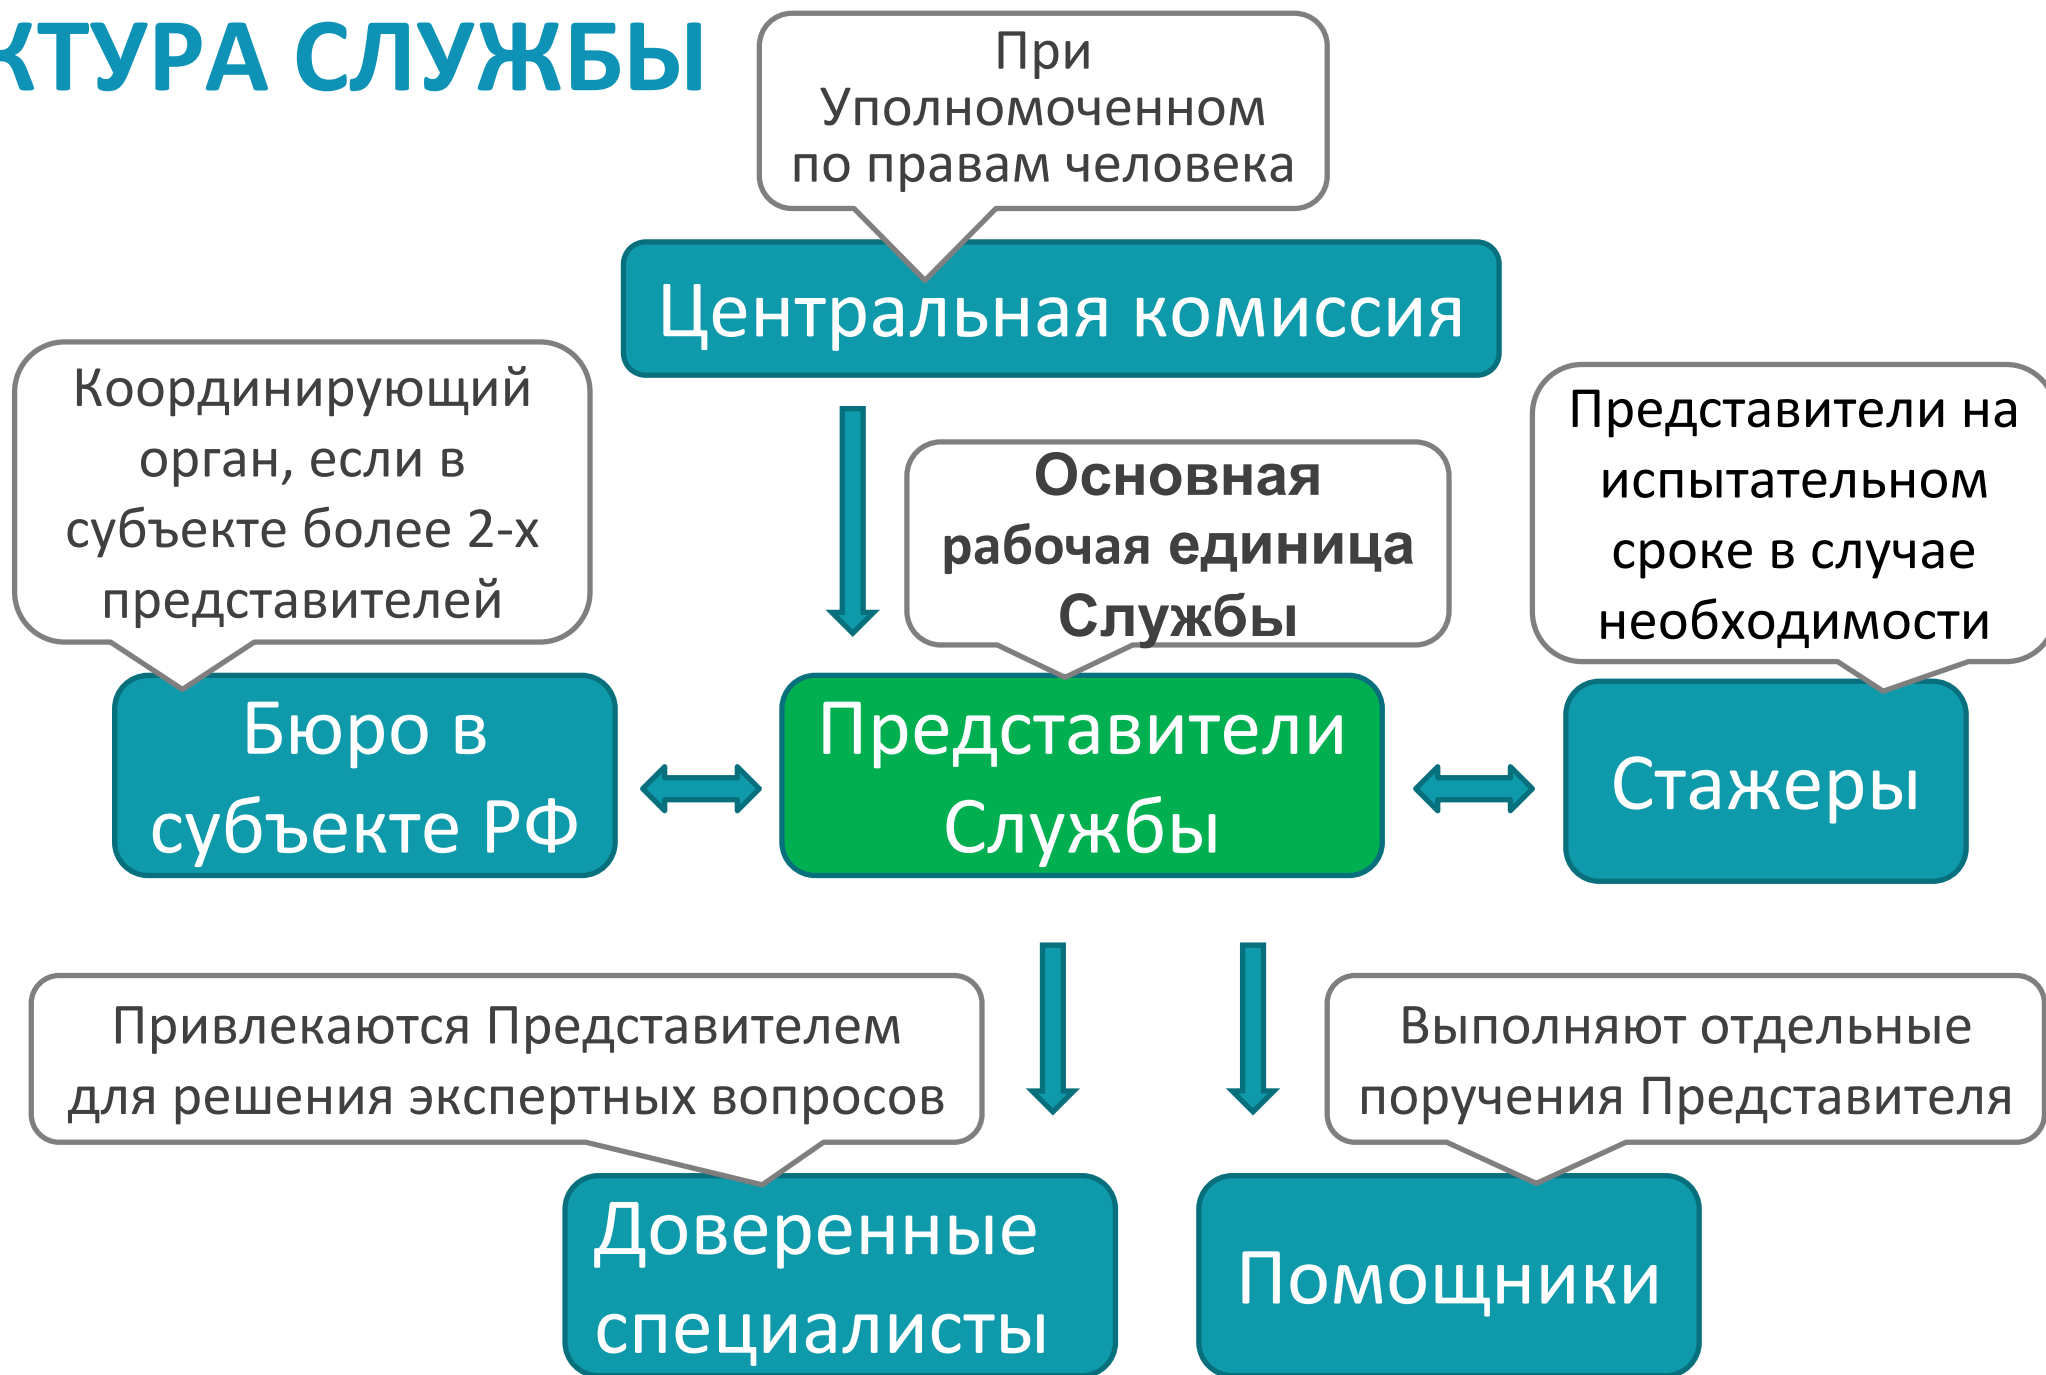 КТУРА СЛУЖБЫ
При
Уполномоченном
по правам человека
Центральная комиссия
Координирующий
орган, если в
субъекте более 2-х
представителей
Основная
рабочая единица
Службы
Представители на
испытательном
сроке в случае
необходимости
Бюро в
субъекте РФ
Представители
Службы
Стажеры
Привлекаются Представителем
для решения экспертных вопросов
Выполняют отдельные
поручения Представителя
Доверенные
специалисты
Помощники